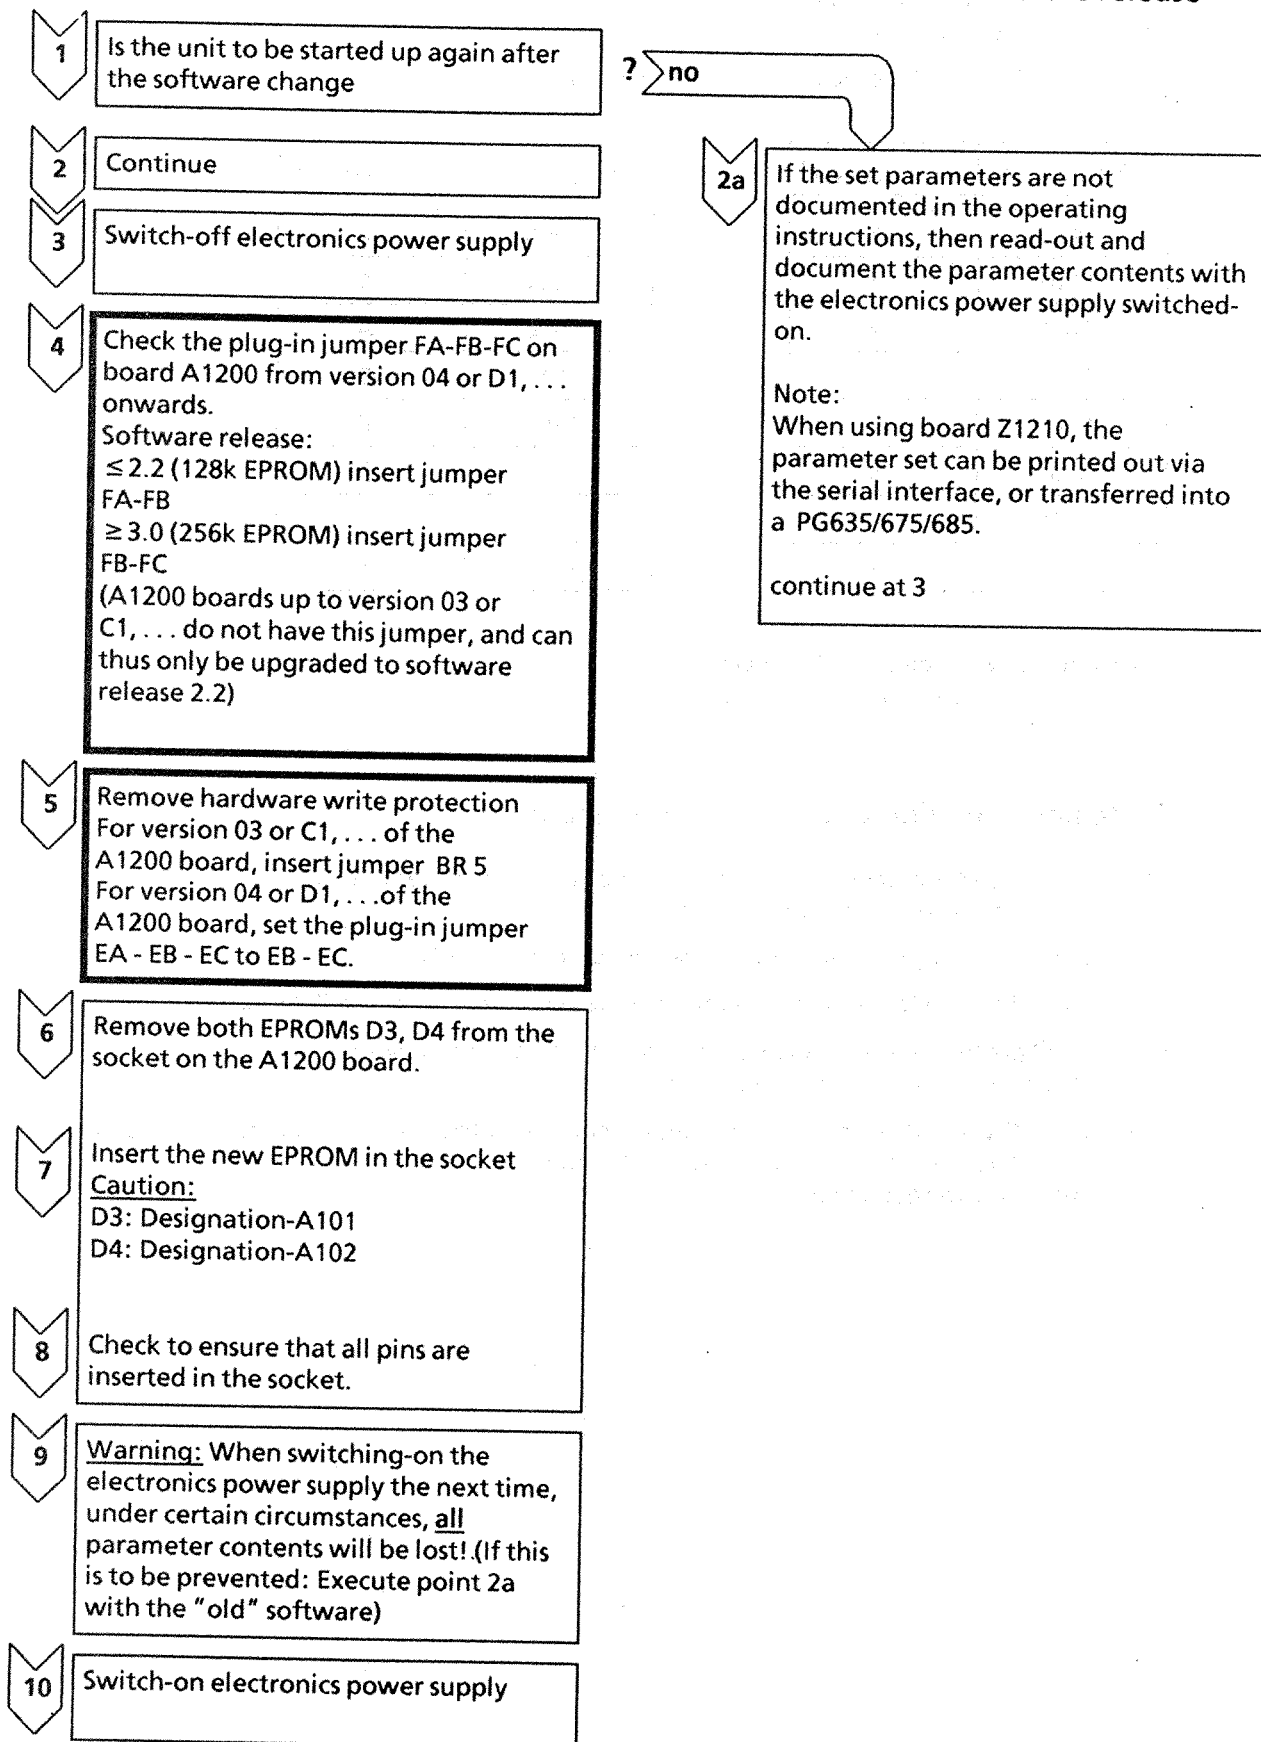 1
Is the unit to be started up again after
the software change
? no
2
Continue
2a
If the set parameters are not
documented in the operating
instructions, then read-out and
document the parameter contents with
the electronics power supply switched-
on.
Note:
When using board Z1210, the
parameter set can be printed out via
the serial interface, or transferred into
a PG635/675/685.
continue at 3
3
Switch-off electronics power supply
4
Check the plug-in jumper FA-FB-FC on
board A1200 from version 04 or D1, ...
onwards.
Software release:
≤2.2 (128k EPROM) insert jumper
FA-FB
≥3.0 (256k EPROM) insert jumper
FB-FC
(A1200 boards up to version 03 or
C1, ... do not have this jumper, and can
thus only be upgraded to software
release 2.2)
5
Remove hardware write protection
For version 03 or C1, ... of the
A1200 board, insert jumper BR 5
For version 04 or D1, ...of the
A1200 board, set the plug-in jumper
EA - EB - EC to EB - EC.
6
Remove both EPROMs D3, D4 from the
socket on the A1200 board.
7
Insert the new EPROM in the socket
Caution:
D3: Designation-A101
D4: Designation-A102
8
Check to ensure that all pins are
inserted in the socket.
9
Warning: When switching-on the
electronics power supply the next time,
under certain circumstances, all
parameter contents will be lost! (If this
is to be prevented: Execute point 2a
with the "old" software)
10
Switch-on electronics power supply